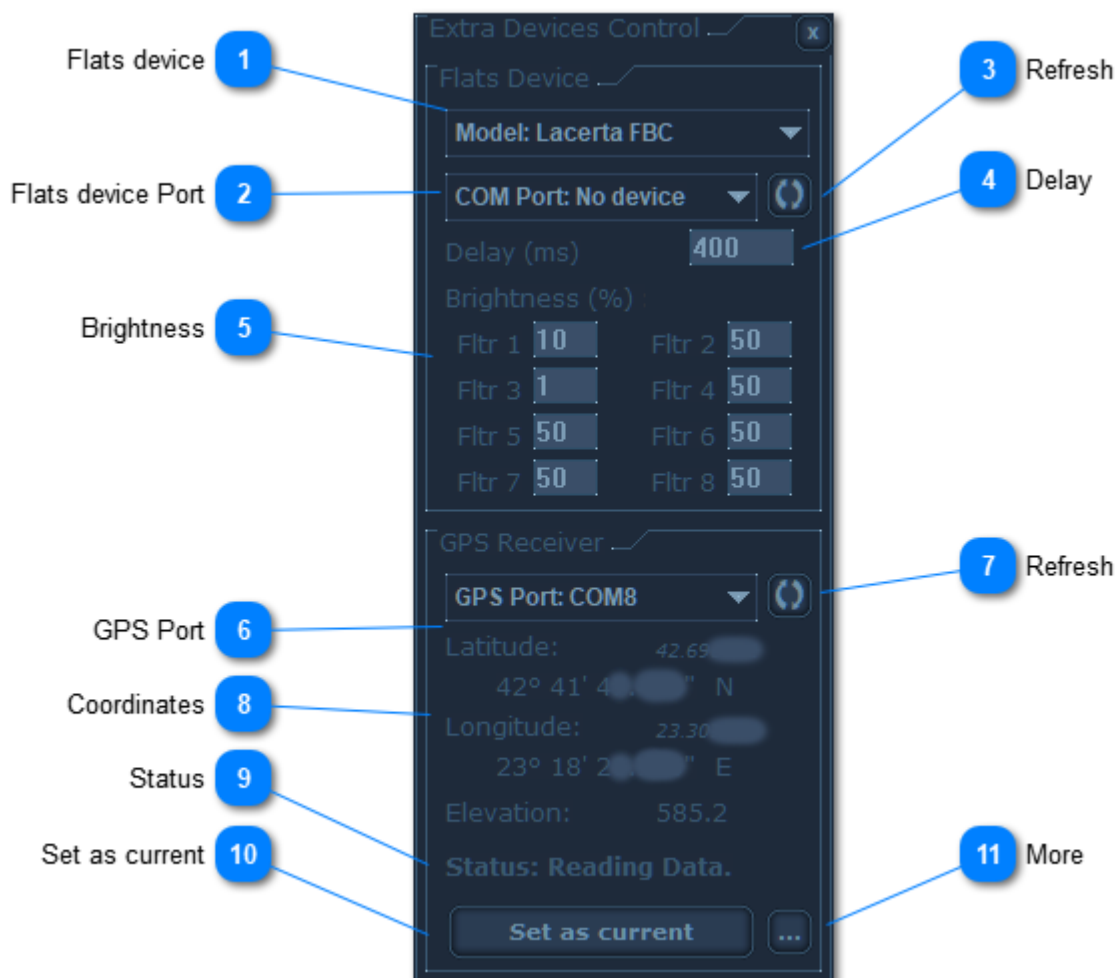 Extra Devices Control x
Flats device 1
Flats Device
3 Refresh
Model: Lacerta FBC
Flats device Port 2
COM Port: No device
4 Delay
Delay (ms) 400
Brightness (%)
Brightness 5
Fltr 1 10 Fltr 2 50
Fltr 3 1 Fltr 4 50
Fltr 5 50 Fltr 6 50
Fltr 7 50 Fltr 8 50
GPS Receiver
7 Refresh
GPS Port: COM8
GPS Port 6
Latitude: 42.69
42° 41' 4 " N
Coordinates 8
Longitude: 23.30
23° 18' 2 " E
Status 9
Elevation: 585.2
Set as current 10
Status: Reading Data.
11 More
Set as current ...